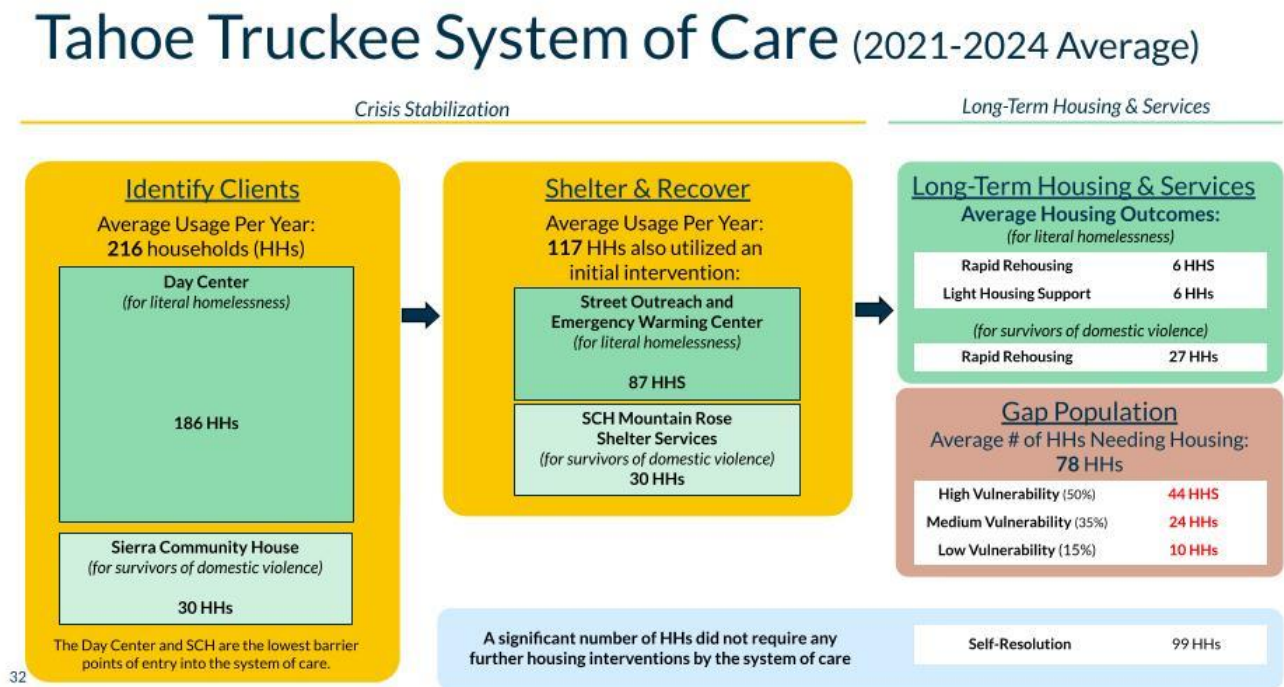 Tahoe Truckee System of Care (2021-2024 Average)
Crisis Stabilization
Long-Term Housing & Services
Identify Clients
Average Usage Per Year:
216 households (HHs)
Day Center
(for literal homelessness)
186 HHs
Sierra Community House
(for survivors of domestic violence)
30 HHs
The Day Center and SCH are the lowest barrier
points of entry into the system of care.
Shelter & Recover
Average Usage Per Year:
117 HHs also utilized an
initial intervention:
Street Outreach and
Emergency Warming Center
(for literal homelessness)
87 HHS
SCH Mountain Rose
Shelter Services
(for survivors of domestic violence)
30 HHs
Long-Term Housing & Services
Average Housing Outcomes:
(for literal homelessness)
Rapid Rehousing 6 HHS
Light Housing Support 6 HHs
(for survivors of domestic violence)
Rapid Rehousing 27 HHs
Gap Population
Average # of HHs Needing Housing:
78 HHs
High Vulnerability (50%) 44 HHS
Medium Vulnerability (35%) 24 HHs
Low Vulnerability (15%) 10 HHs
A significant number of HHs did not require any
further housing interventions by the system of care
Self-Resolution 99 HHs
32